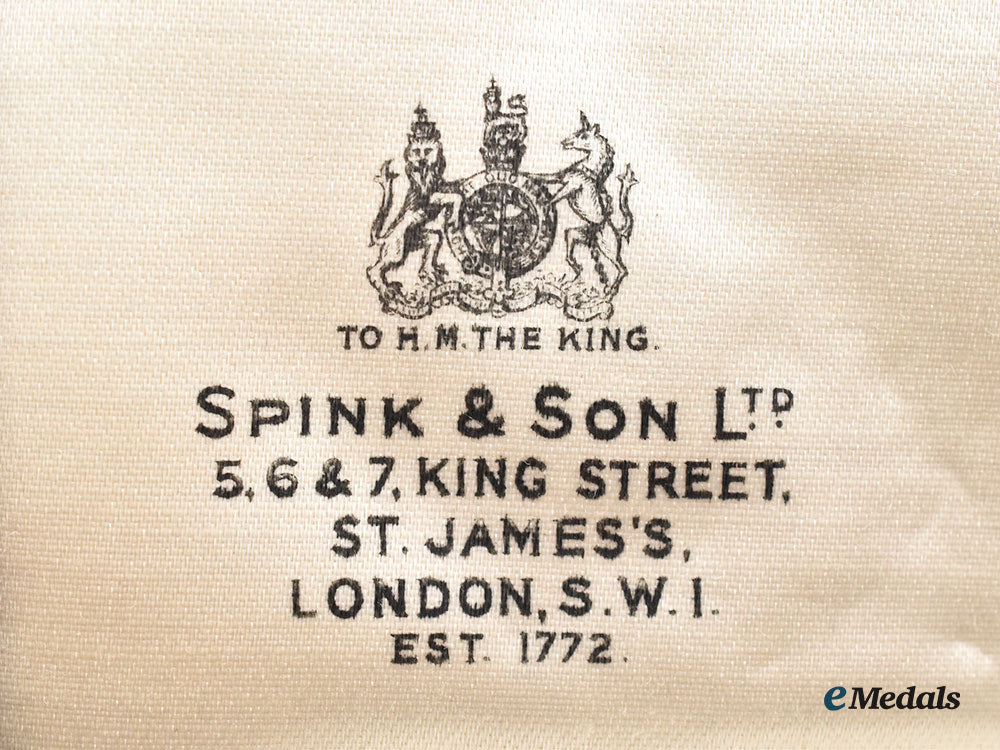 TO H.M. THE KING.
SPINK & SON LTD
5, 6 & 7, KING STREET,
ST. JAMES'S,
LONDON, S.W.1.
EST. 1772.
eMedals